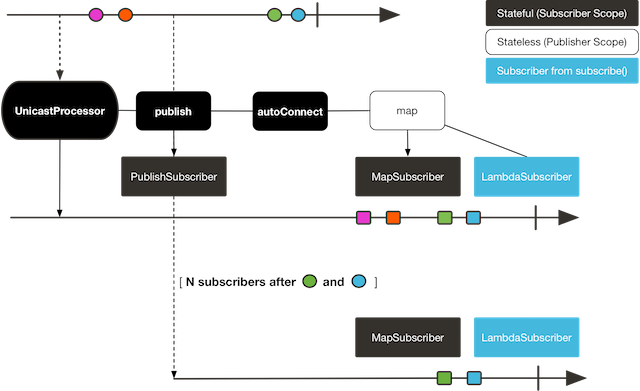 Stateful (Subscriber Scope)
Stateless (Publisher Scope)
Subscriber from subscribe()
UnicastProcessor
publish
autoConnect
map
PublishSubscriber
MapSubscriber
LambdaSubscriber
[ N subscribers after and ]
MapSubscriber
LambdaSubscriber